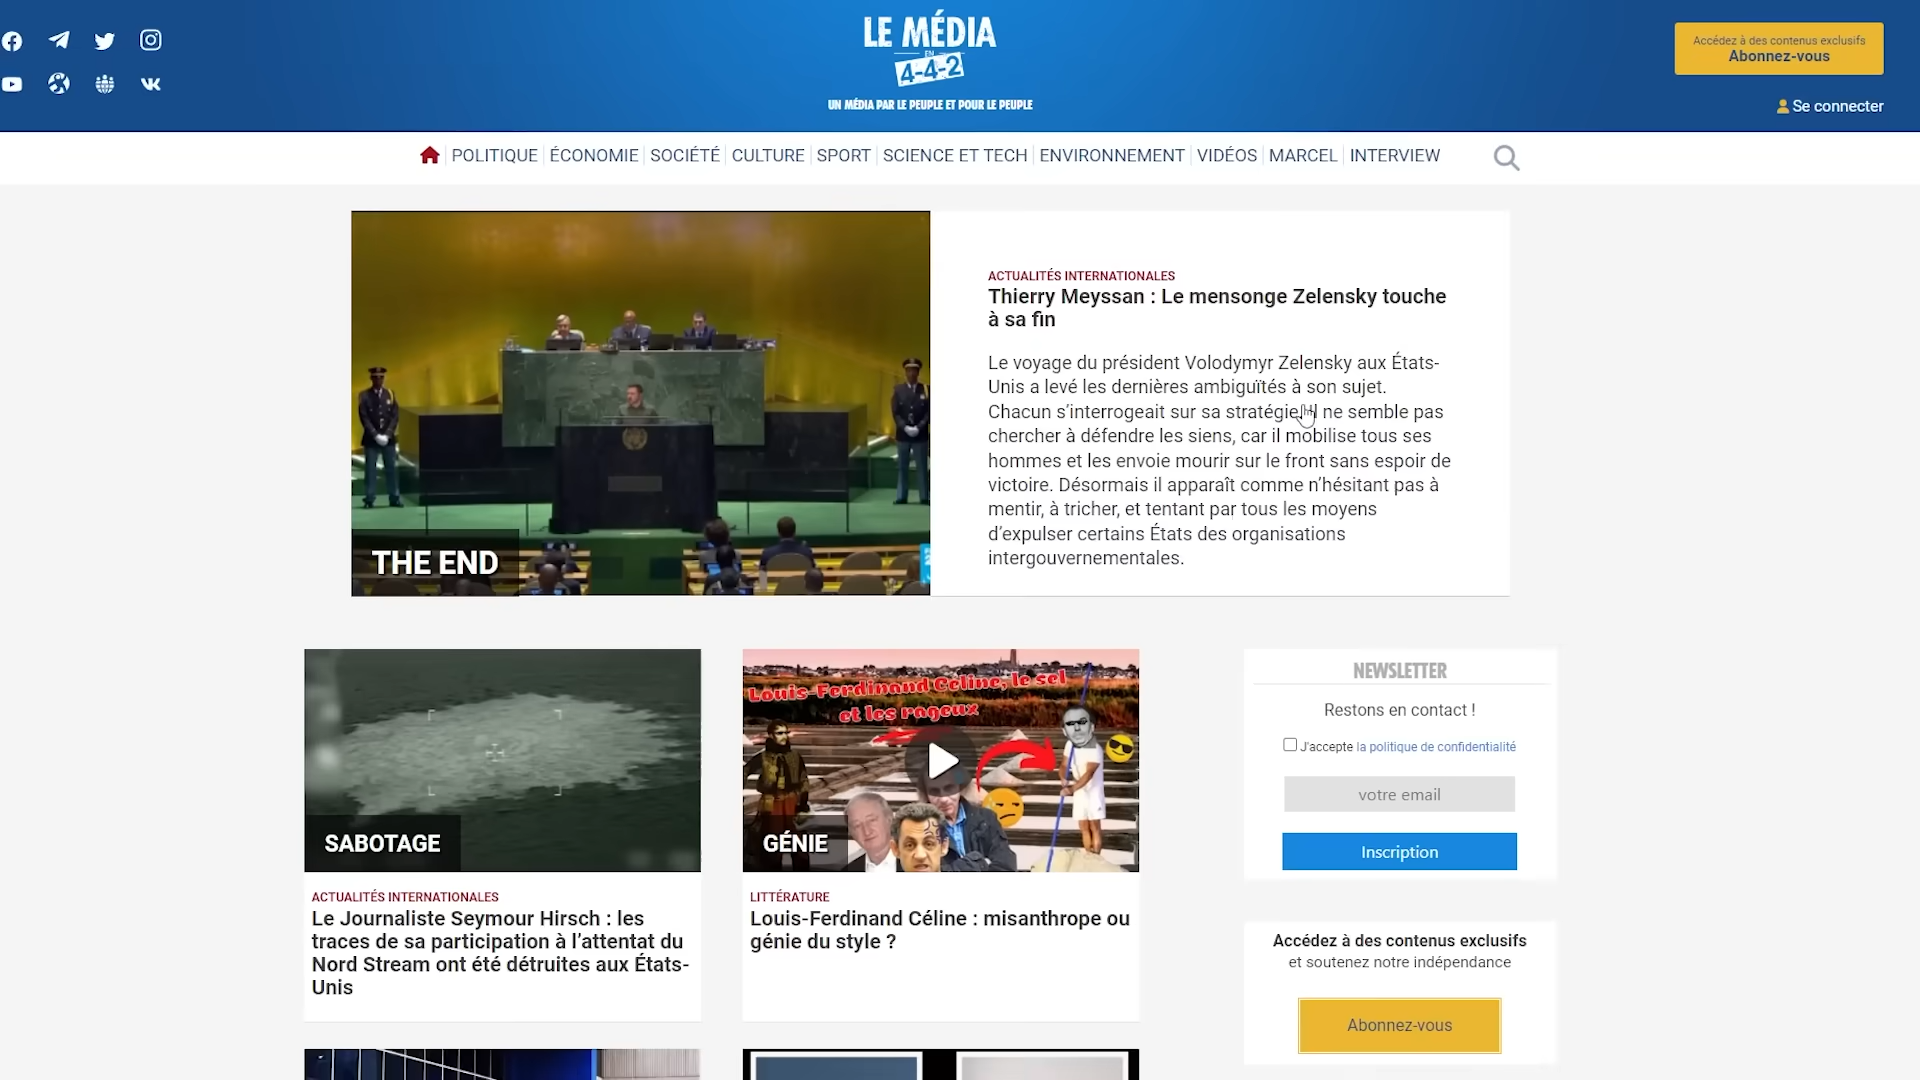 LE MÉDIA
EN
4-4-2
UN MÉDIA PAR LE PEUPLE ET POUR LE PEUPLE
Accédez à des contenus exclusifs
Abonnez-vous
Se connecter
POLITIQUE ÉCONOMIE SOCIÉTÉ CULTURE SPORT SCIENCE ET TECH ENVIRONNEMENT VIDÉOS MARCEL INTERVIEW
THE END
ACTUALITÉS INTERNATIONALES
Thierry Meyssan : Le mensonge Zelensky touche
à sa fin
Le voyage du président Volodymyr Zelensky aux États-
Unis a levé les dernières ambiguïtés à son sujet.
Chacun s'interrogeait sur sa stratégie. Il ne semble pas
chercher à défendre les siens, car il mobilise tous ses
hommes et les envoie mourir sur le front sans espoir de
victoire. Désormais il apparaît comme n’hésitant pas à
mentir, à tricher, et tentant par tous les moyens
d’expulser certains États des organisations
intergouvernementales.
SABOTAGE
ACTUALITÉS INTERNATIONALES
Le Journaliste Seymour Hirsch : les
traces de sa participation à l’attentat du
Nord Stream ont été détruites aux États-
Unis
Louis-Ferdinand Céline, le sel
et les rageux
GÉNIE
LITTÉRATURE
Louis-Ferdinand Céline : misanthrope ou
génie du style ?
NEWSLETTER
Restons en contact !
J'accepte la politique de confidentialité
votre email
Inscription
Accédez à des contenus exclusifs
et soutenez notre indépendance
Abonnez-vous